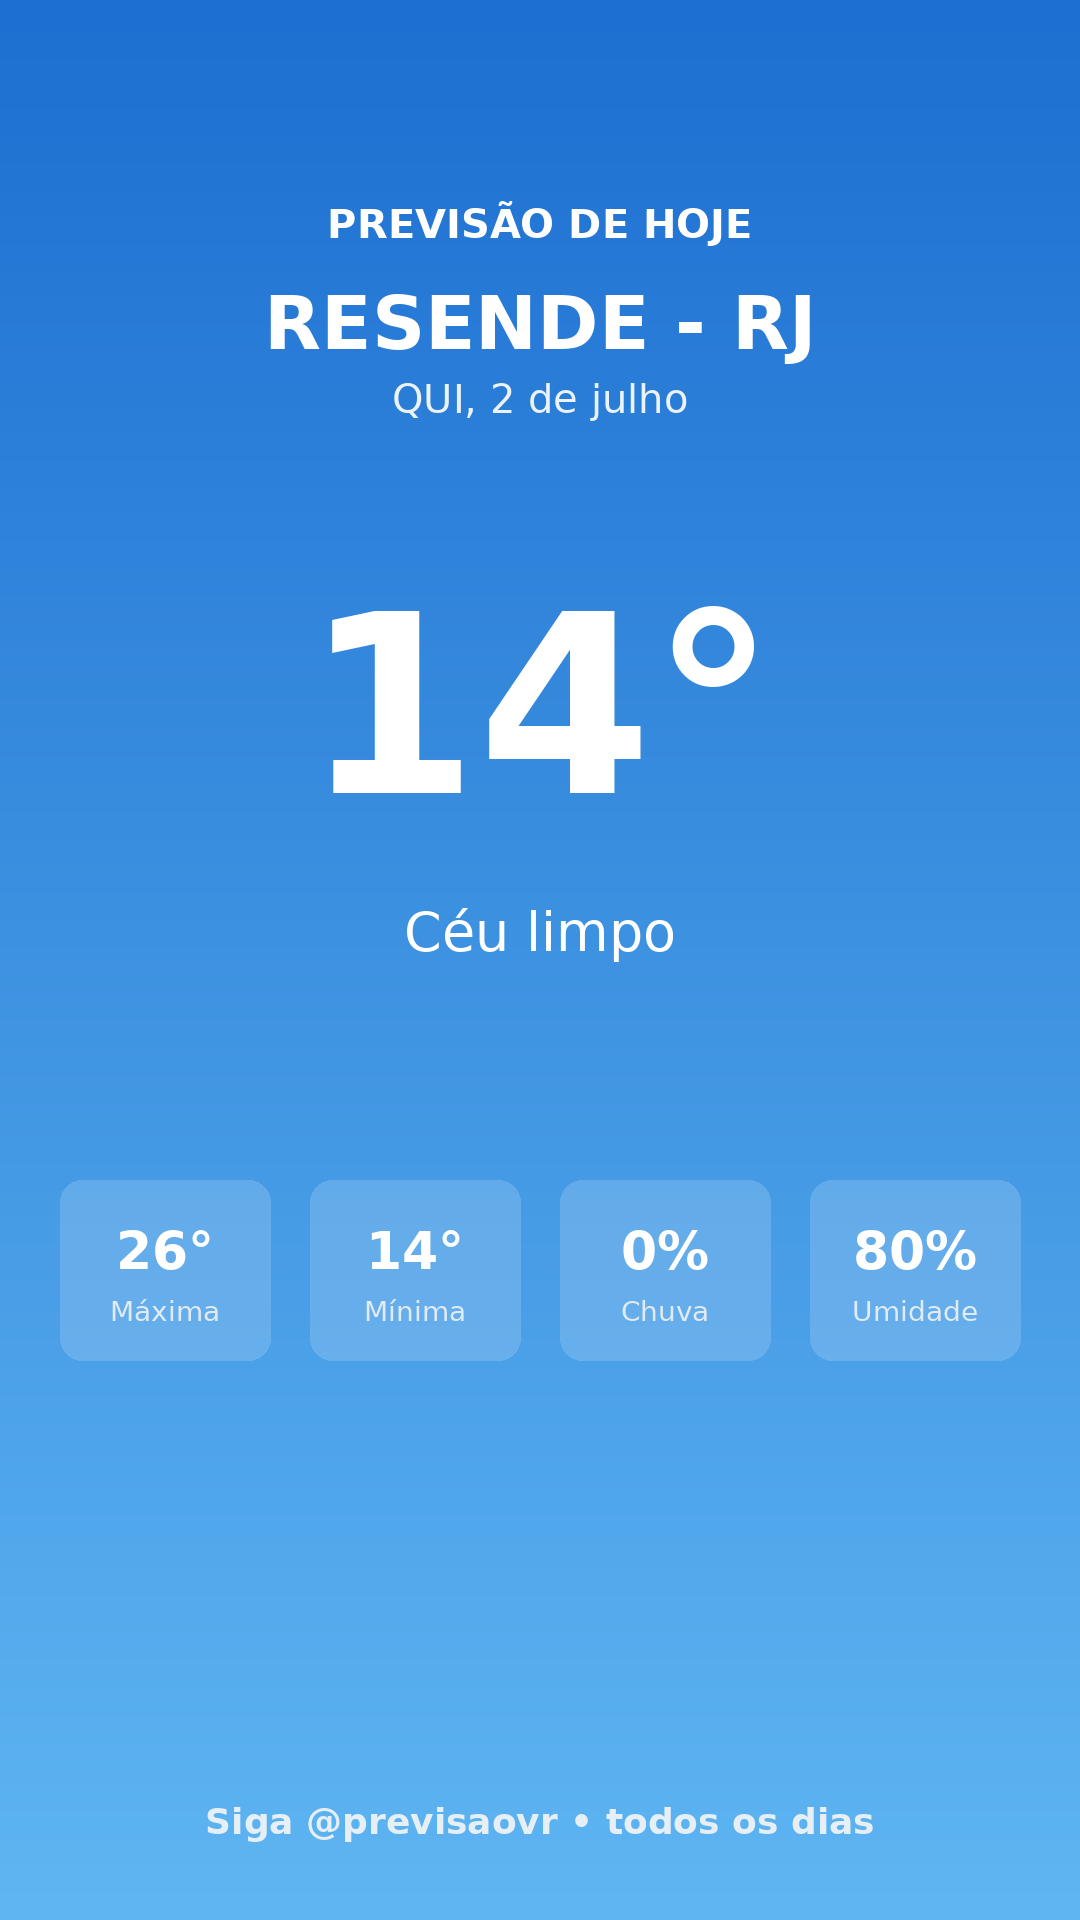 PREVISÃO DE HOJE
RESENDE - RJ
QUI, 2 de julho
14°
Céu limpo
26°
Máxima
14°
Mínima
0%
Chuva
80%
Umidade
Siga @previsaovr • todos os dias